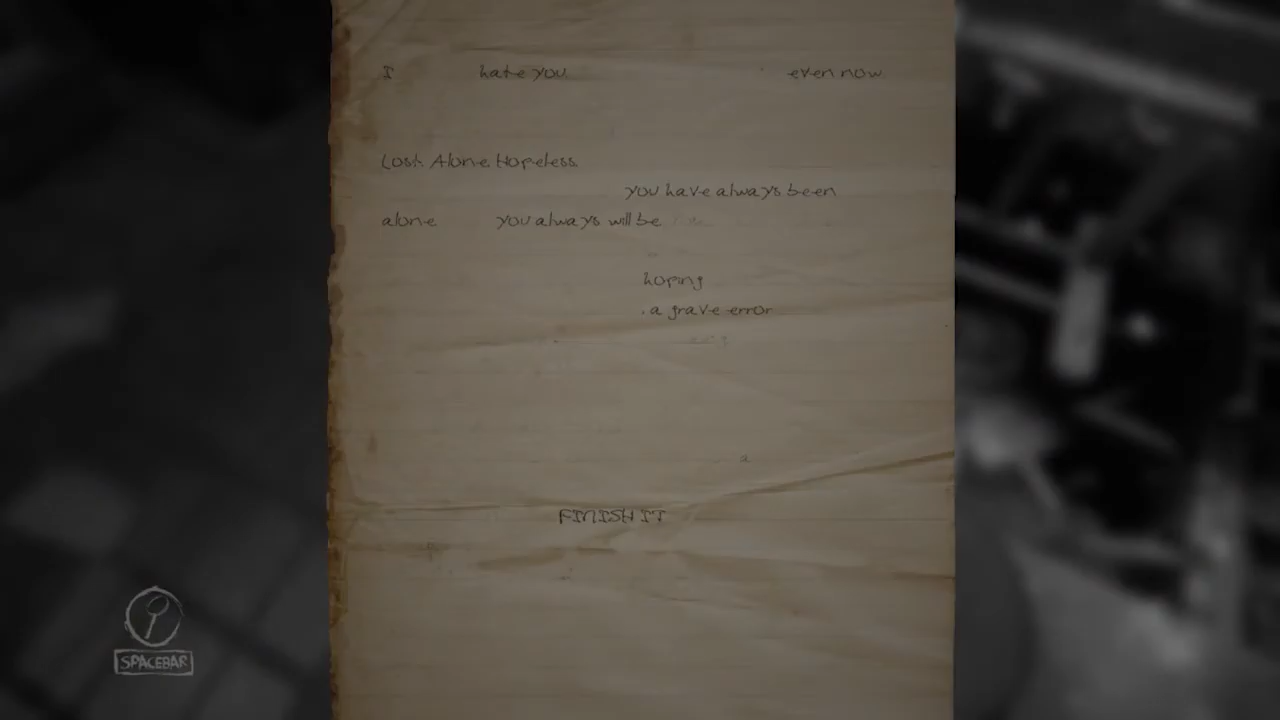 I hate you even now
Lost. Alone. Hopeless.
you have always been
alone you always will be
hoping
a grave error
a
FINISH IT
SPACEBAR